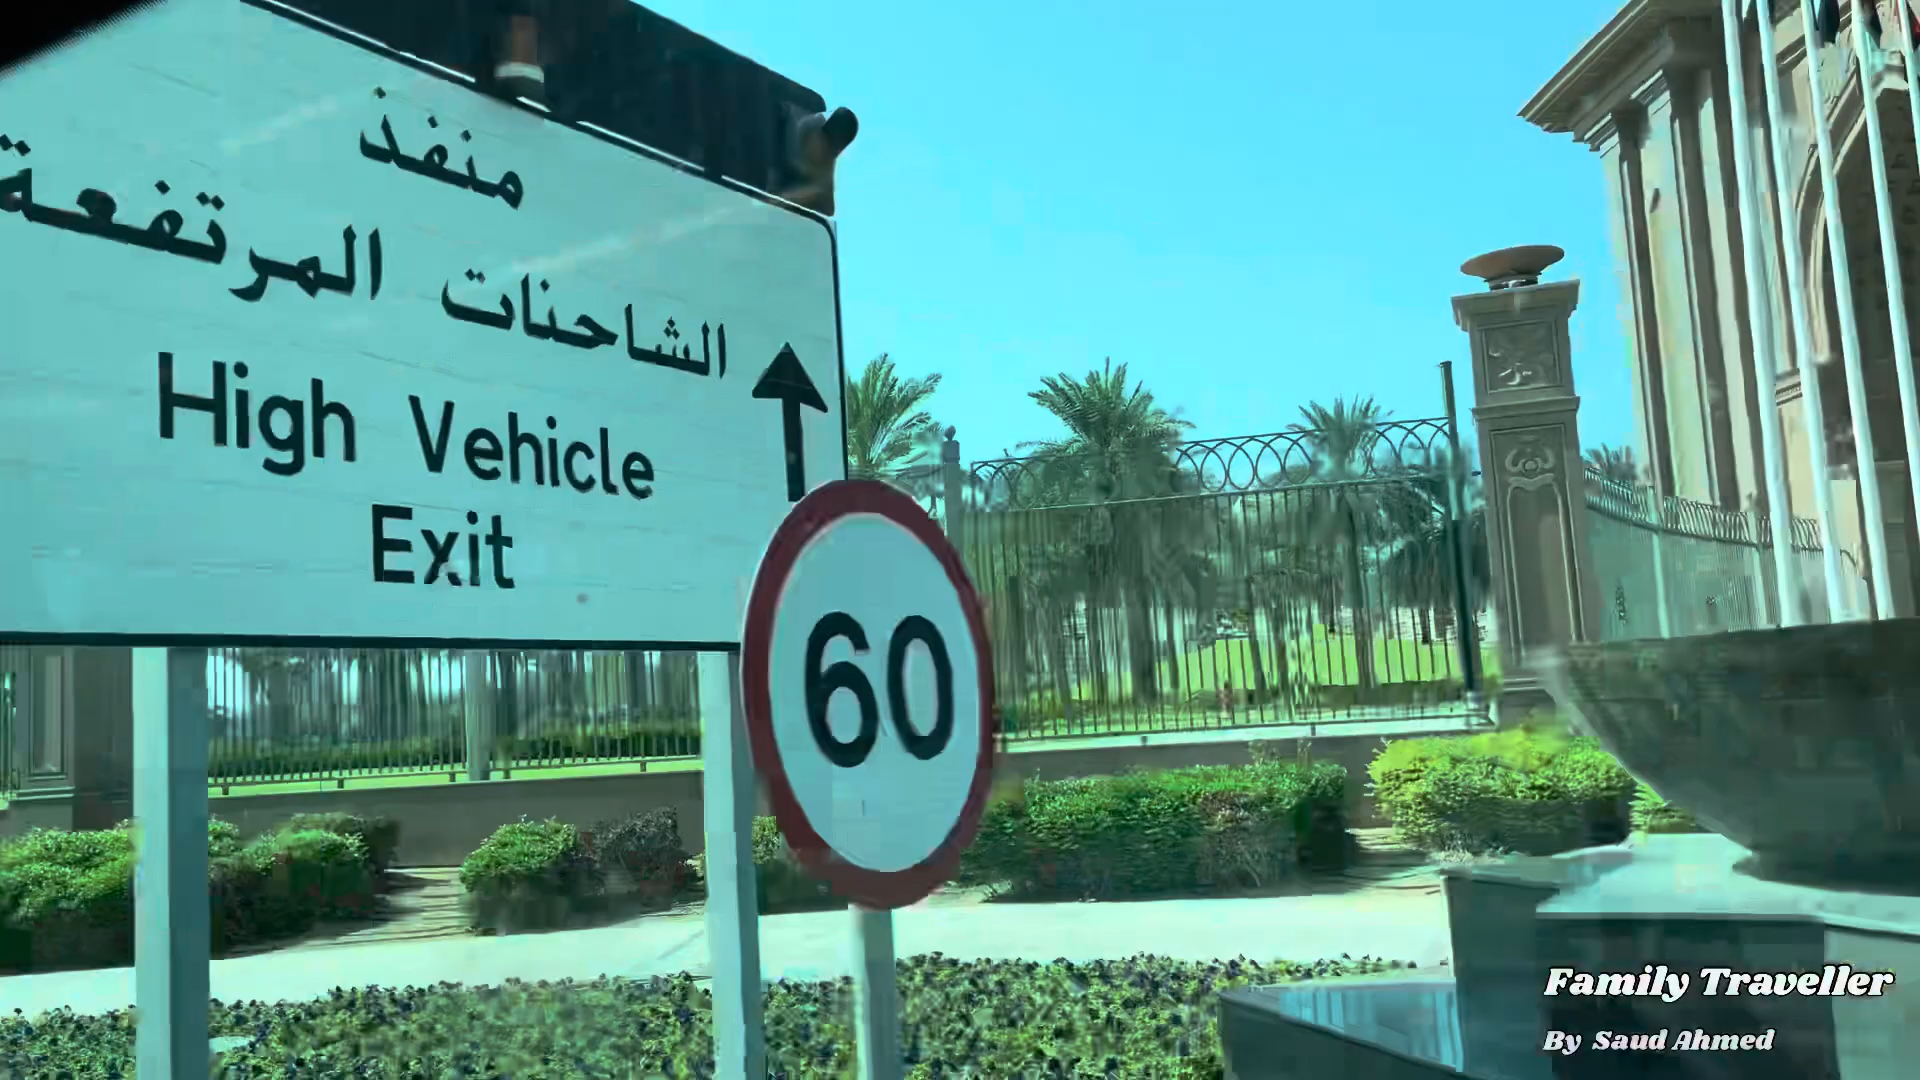 منفذ
الشاحنات المرتفعة
High Vehicle
Exit
60
Family Traveller
By Saud Ahmed